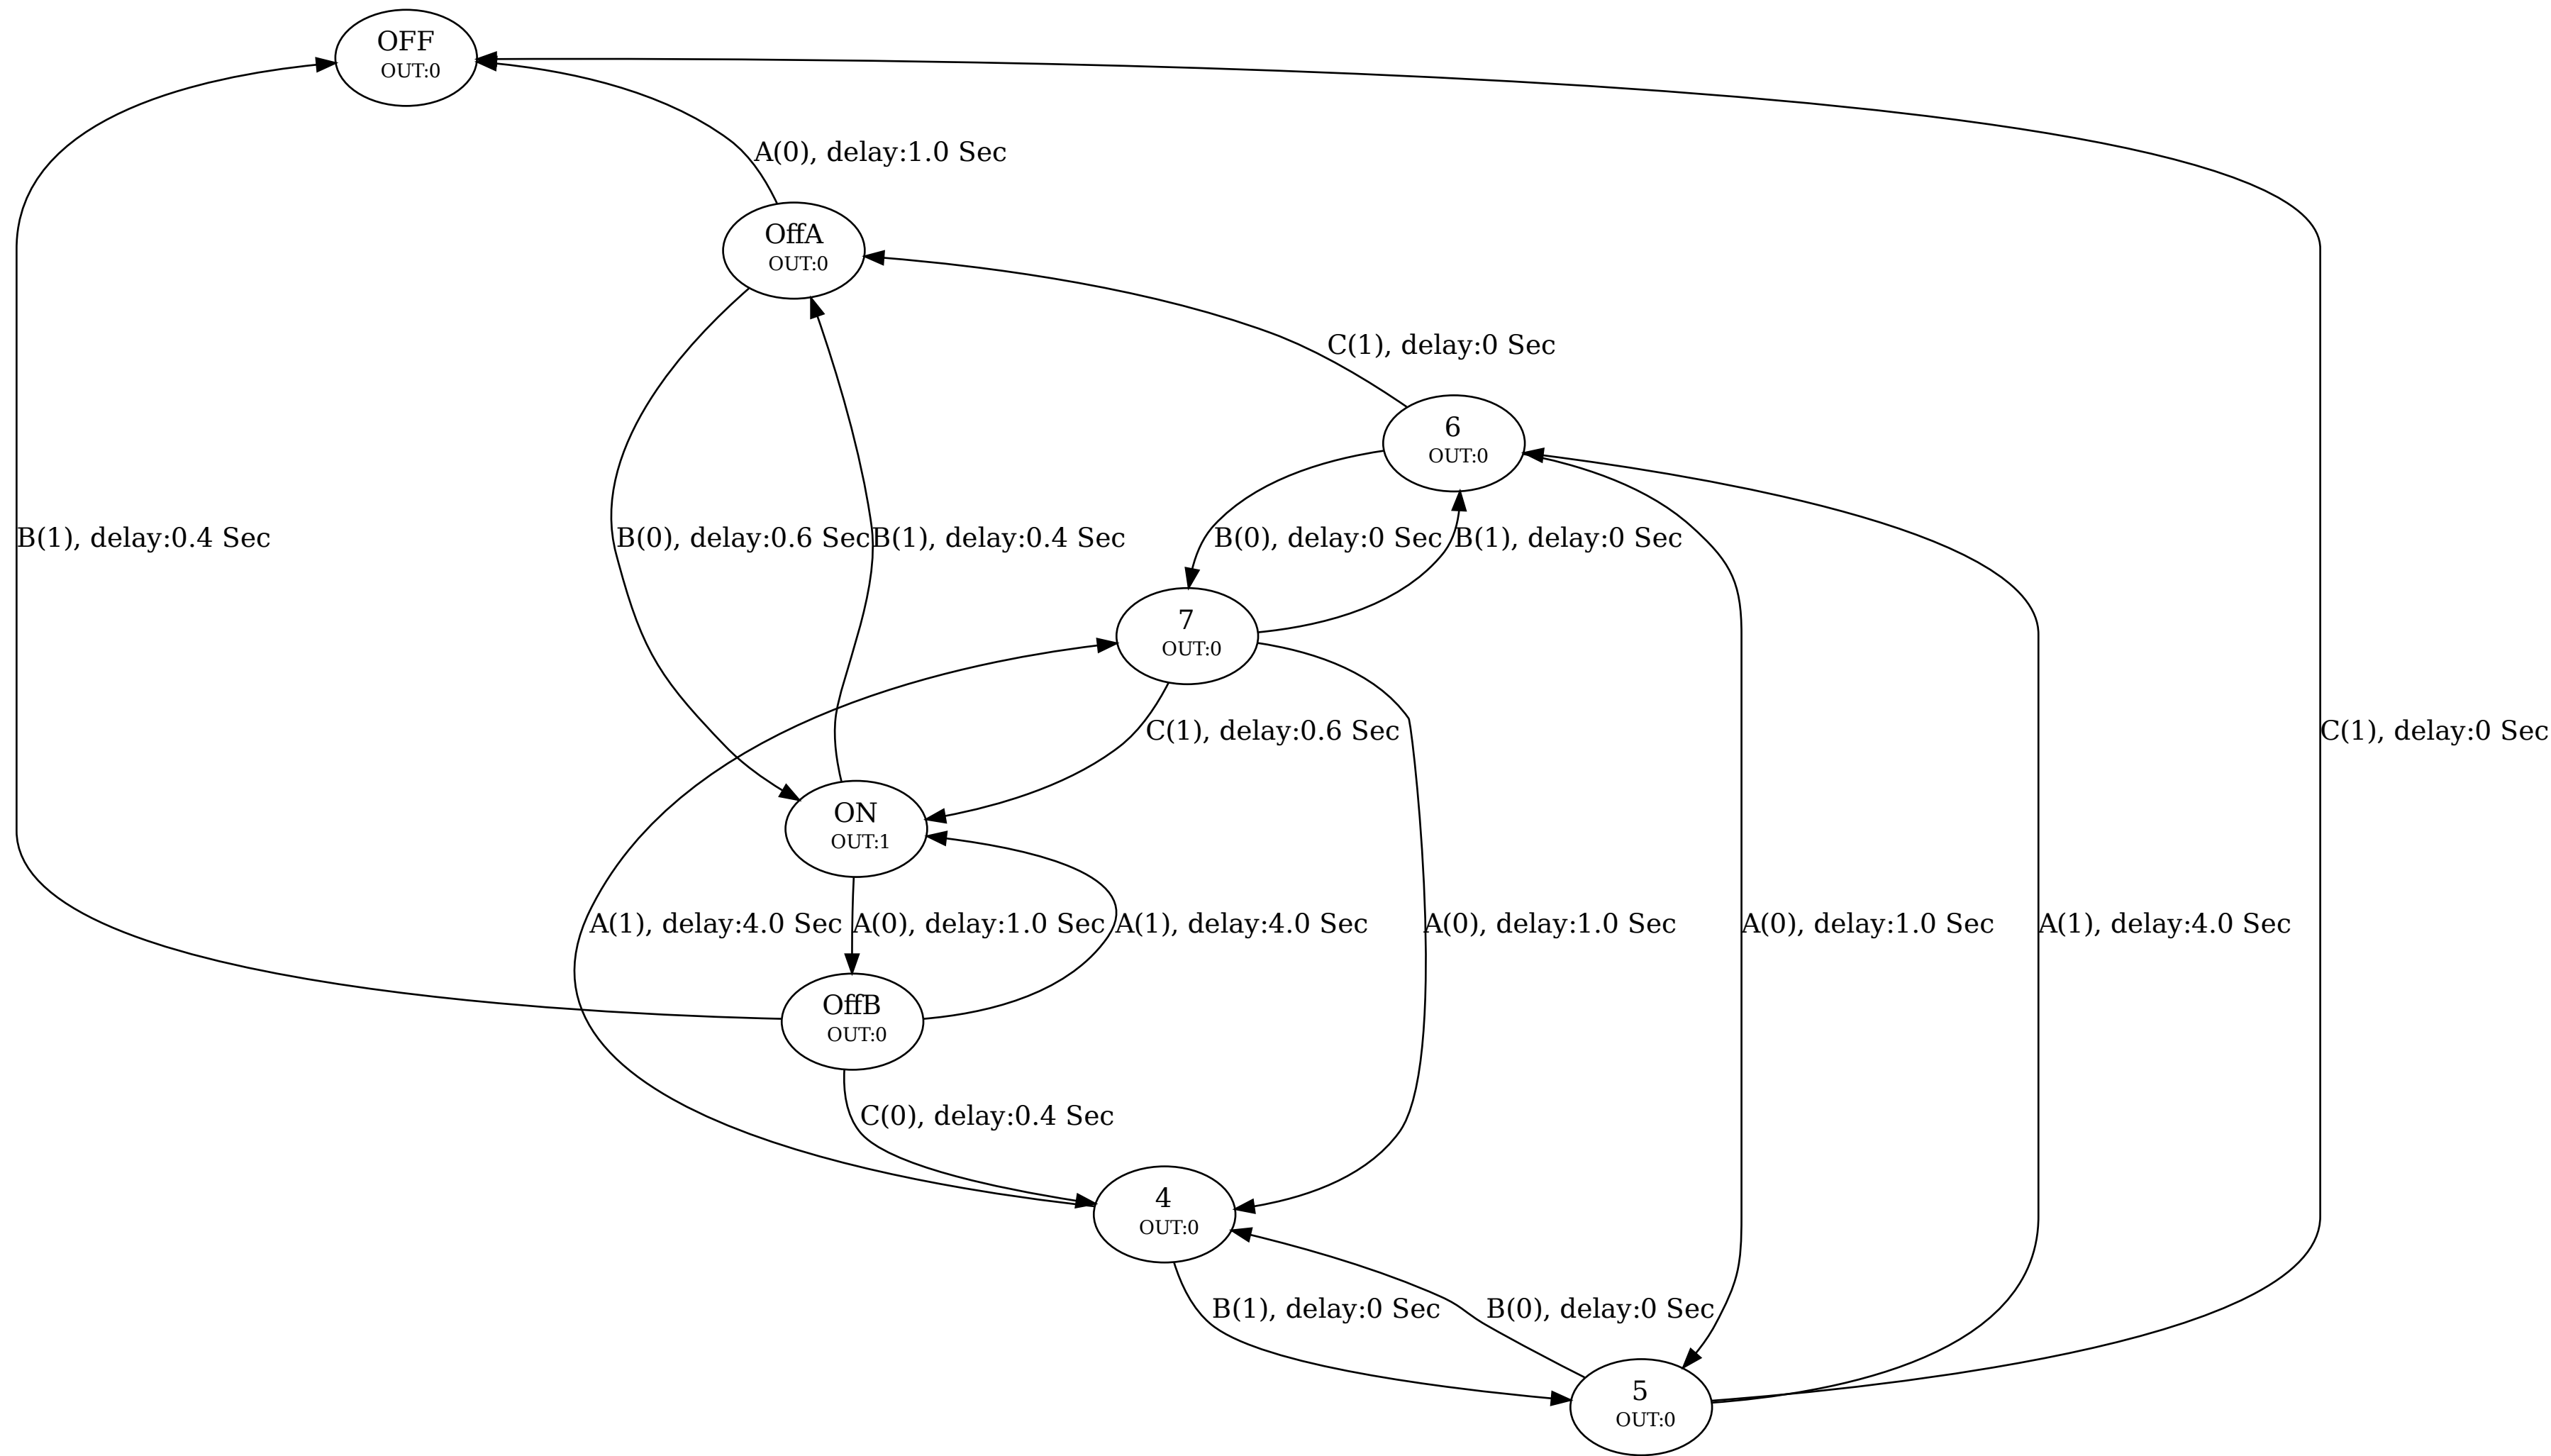 OFF
OUT:0
A(0), delay:1.0 Sec
OffA
OUT:0
C(1), delay:0 Sec
6
OUT:0
B(1), delay:0.4 Sec
B(0), delay:0.6 Sec
B(1), delay:0.4 Sec
B(0), delay:0 Sec
B(1), delay:0 Sec
7
OUT:0
C(1), delay:0.6 Sec
C(1), delay:0 Sec
ON
OUT:1
A(1), delay:4.0 Sec
A(0), delay:1.0 Sec
A(1), delay:4.0 Sec
A(0), delay:1.0 Sec
A(0), delay:1.0 Sec
A(1), delay:4.0 Sec
OffB
OUT:0
C(0), delay:0.4 Sec
4
OUT:0
B(1), delay:0 Sec
B(0), delay:0 Sec
5
OUT:0